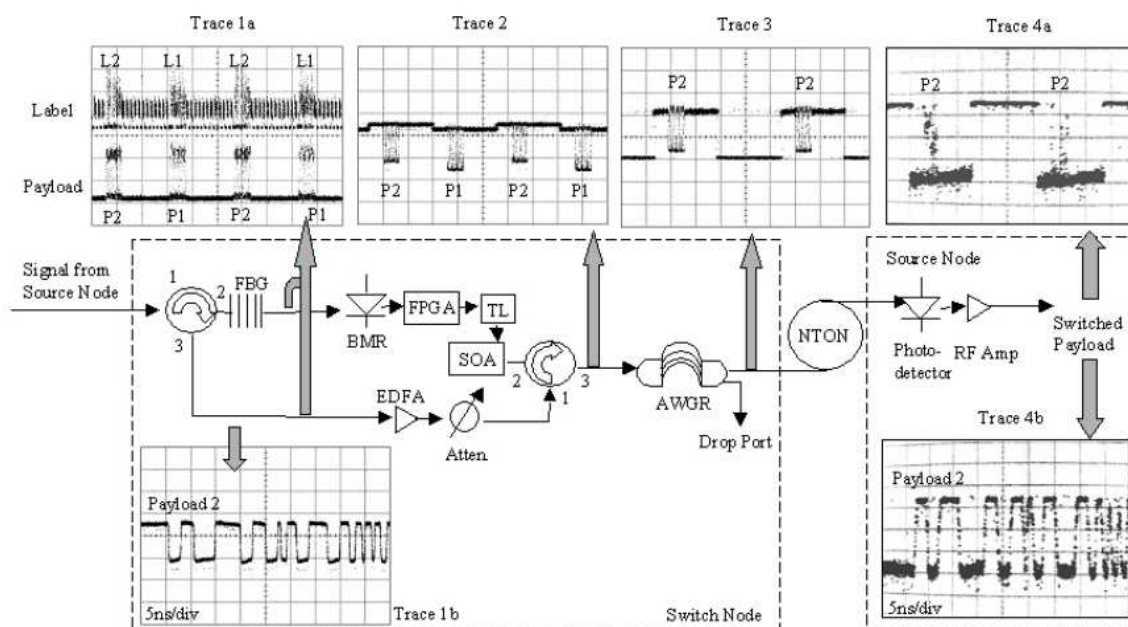 Trace 1a
Trace 2
Trace 3
Trace 4a
L2 L1 L2 L1
Label
Payload
P2 P1 P2 P1
P2 P1 P2 P1
P2 P2
P2 P2
Signal from
Source Node
1
2
3
FBG
BMR
FPGA
TL
SOA
2
3
1
EDFA
Atten.
AWGR
Drop Port
NTON
Source Node
Photo-
detector
RF Amp
Switched
Payload
Payload 2
5ns/div
Trace 1b
Switch Node
Trace 4b
Payload 2
5ns/div